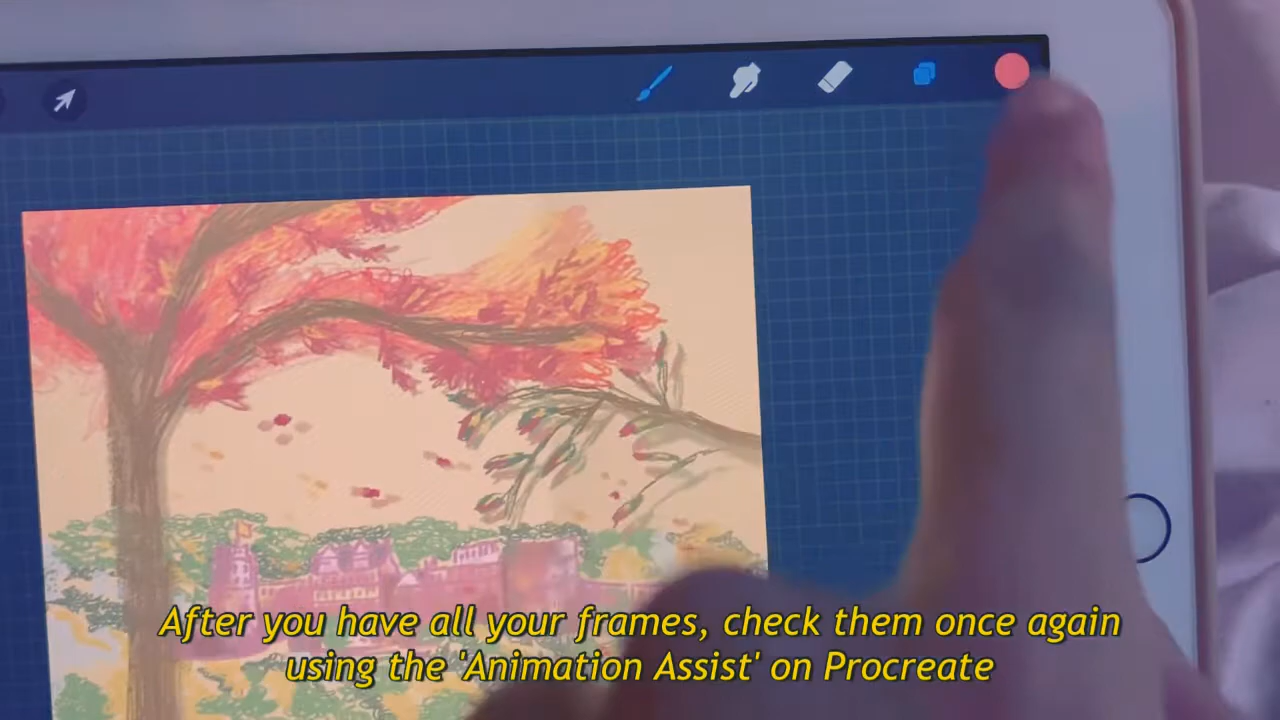 After you have all your frames, check them once again
using the 'Animation Assist' on Procreate